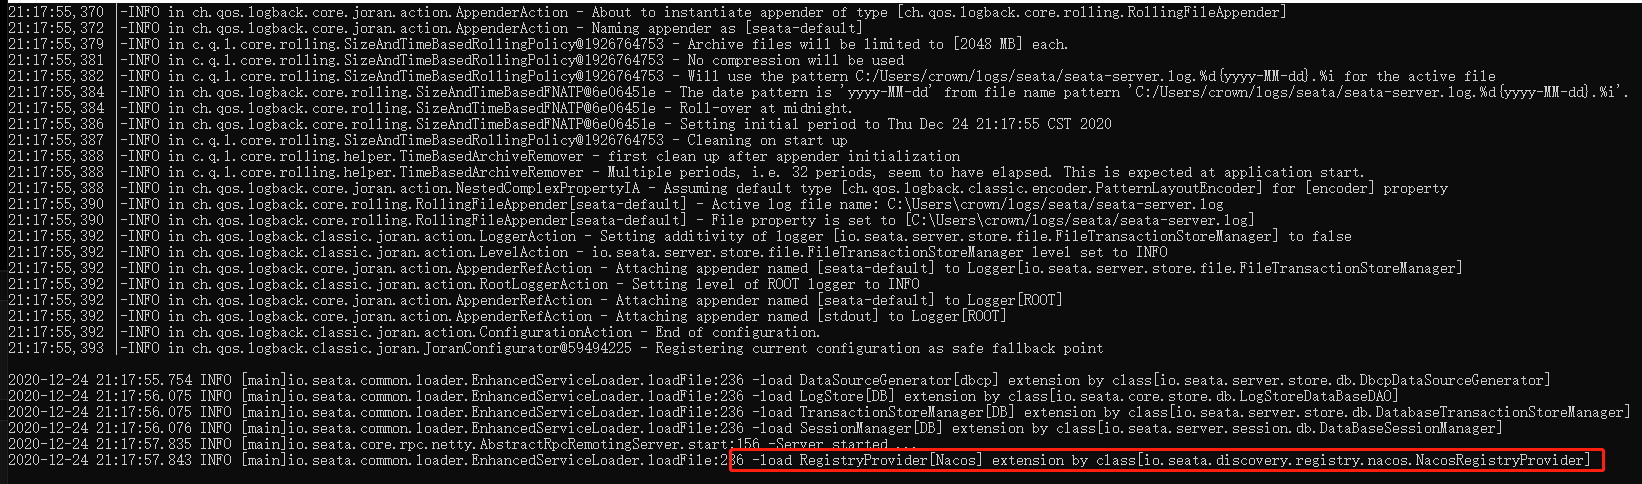 21:17:55,370 |-INFO in ch.qos.logback.core.joran.action.AppenderAction - About to instantiate appender of type [ch.qos.logback.core.rolling.RollingFileAppender]
21:17:55,372 |-INFO in ch.qos.logback.core.joran.action.AppenderAction - Naming appender as [seata-default]
21:17:55,379 |-INFO in c.q.l.core.rolling.SizeAndTimeBasedRollingPolicy@1926764753 - Archive files will be limited to [2048 MB] each.
21:17:55,381 |-INFO in c.q.l.core.rolling.SizeAndTimeBasedRollingPolicy@1926764753 - No compression will be used
21:17:55,382 |-INFO in c.q.l.core.rolling.SizeAndTimeBasedRollingPolicy@1926764753 - Will use the pattern C:/Users/crown/logs/seata/seata-server.log.%d{yyyy-MM-dd}.%i for the active file
21:17:55,384 |-INFO in ch.qos.logback.core.rolling.SizeAndTimeBasedFNATP@6e06451e - The date pattern is 'yyyy-MM-dd' from file name pattern 'C:/Users/crown/logs/seata/seata-server.log.%d{yyyy-MM-dd}.%i'.
21:17:55,384 |-INFO in ch.qos.logback.core.rolling.SizeAndTimeBasedFNATP@6e06451e - Roll-over at midnight.
21:17:55,386 |-INFO in ch.qos.logback.core.rolling.SizeAndTimeBasedFNATP@6e06451e - Setting initial period to Thu Dec 24 21:17:55 CST 2020
21:17:55,387 |-INFO in c.q.l.core.rolling.SizeAndTimeBasedRollingPolicy@1926764753 - Cleaning on start up
21:17:55,388 |-INFO in c.q.l.core.rolling.helper.TimeBasedArchiveRemover - first clean up after appender initialization
21:17:55,388 |-INFO in c.q.l.core.rolling.helper.TimeBasedArchiveRemover - Multiple periods, i.e. 32 periods, seem to have elapsed. This is expected at application start.
21:17:55,388 |-INFO in ch.qos.logback.core.joran.action.NestedComplexPropertyIA - Assuming default type [ch.qos.logback.classic.encoder.PatternLayoutEncoder] for [encoder] property
21:17:55,390 |-INFO in ch.qos.logback.core.rolling.RollingFileAppender[seata-default] - Active log file name: C:\Users\crown/logs/seata/seata-server.log
21:17:55,390 |-INFO in ch.qos.logback.core.rolling.RollingFileAppender[seata-default] - File property is set to [C:\Users\crown/logs/seata/seata-server.log]
21:17:55,392 |-INFO in ch.qos.logback.classic.joran.action.LoggerAction - Setting additivity of logger [io.seata.server.store.file.FileTransactionStoreManager] to false
21:17:55,392 |-INFO in ch.qos.logback.classic.joran.action.LevelAction - io.seata.server.store.file.FileTransactionStoreManager level set to INFO
21:17:55,392 |-INFO in ch.qos.logback.core.joran.action.AppenderRefAction - Attaching appender named [seata-default] to Logger[io.seata.server.store.file.FileTransactionStoreManager]
21:17:55,392 |-INFO in ch.qos.logback.classic.joran.action.RootLoggerAction - Setting level of ROOT logger to INFO
21:17:55,392 |-INFO in ch.qos.logback.core.joran.action.AppenderRefAction - Attaching appender named [seata-default] to Logger[ROOT]
21:17:55,392 |-INFO in ch.qos.logback.core.joran.action.AppenderRefAction - Attaching appender named [stdout] to Logger[ROOT]
21:17:55,392 |-INFO in ch.qos.logback.classic.joran.action.ConfigurationAction - End of configuration.
21:17:55,393 |-INFO in ch.qos.logback.classic.joran.JoranConfigurator@59494225 - Registering current configuration as safe fallback point
2020-12-24 21:17:55.754 INFO [main]io.seata.common.loader.EnhancedServiceLoader.loadFile:236 -load DataSourceGenerator[dbcp] extension by class[io.seata.server.store.db.DbcpDataSourceGenerator]
2020-12-24 21:17:56.075 INFO [main]io.seata.common.loader.EnhancedServiceLoader.loadFile:236 -load LogStore[DB] extension by class[io.seata.core.store.db.LogStoreDataBaseDAO]
2020-12-24 21:17:56.075 INFO [main]io.seata.common.loader.EnhancedServiceLoader.loadFile:236 -load TransactionStoreManager[DB] extension by class[io.seata.server.store.db.DatabaseTransactionStoreManager]
2020-12-24 21:17:56.076 INFO [main]io.seata.common.loader.EnhancedServiceLoader.loadFile:236 -load SessionManager[DB] extension by class[io.seata.server.session.db.DataBaseSessionManager]
2020-12-24 21:17:57.835 INFO [main]io.seata.core.rpc.netty.AbstractRpcRemotingServer.start:156 -Server started ...
2020-12-24 21:17:57.843 INFO [main]io.seata.common.loader.EnhancedServiceLoader.loadFile:236 -load RegistryProvider[Nacos] extension by class[io.seata.discovery.registry.nacos.NacosRegistryProvider]